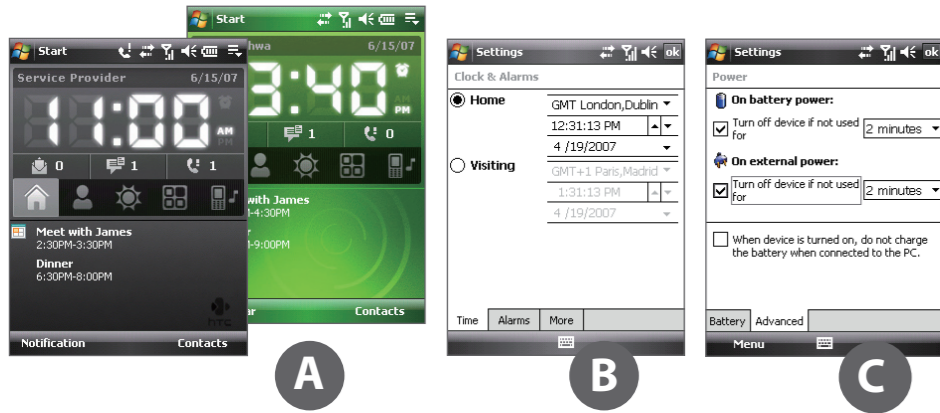 Start
6/15/07
3:40
PM
1
0
Contacts
Start
Service Provider 6/15/07
11:00
AM
PM
0 1 1
Meet with James
2:30PM-3:30PM
Dinner
6:30PM-8:00PM
htc
Notification Contacts
with James
-4:30PM
-9:00PM
A
Settings ok
Clock & Alarms
Home
GMT London,Dublin
12:31:13 PM
4 /19/2007
Visiting
GMT+1 Paris,Madrid
1:31:13 PM
4 /19/2007
Time Alarms More
B
Settings ok
Power
On battery power:
Turn off device if not used
for
2 minutes
On external power:
Turn off device if not used
for
2 minutes
When device is turned on, do not charge
the battery when connected to the PC.
Battery Advanced
Menu
C